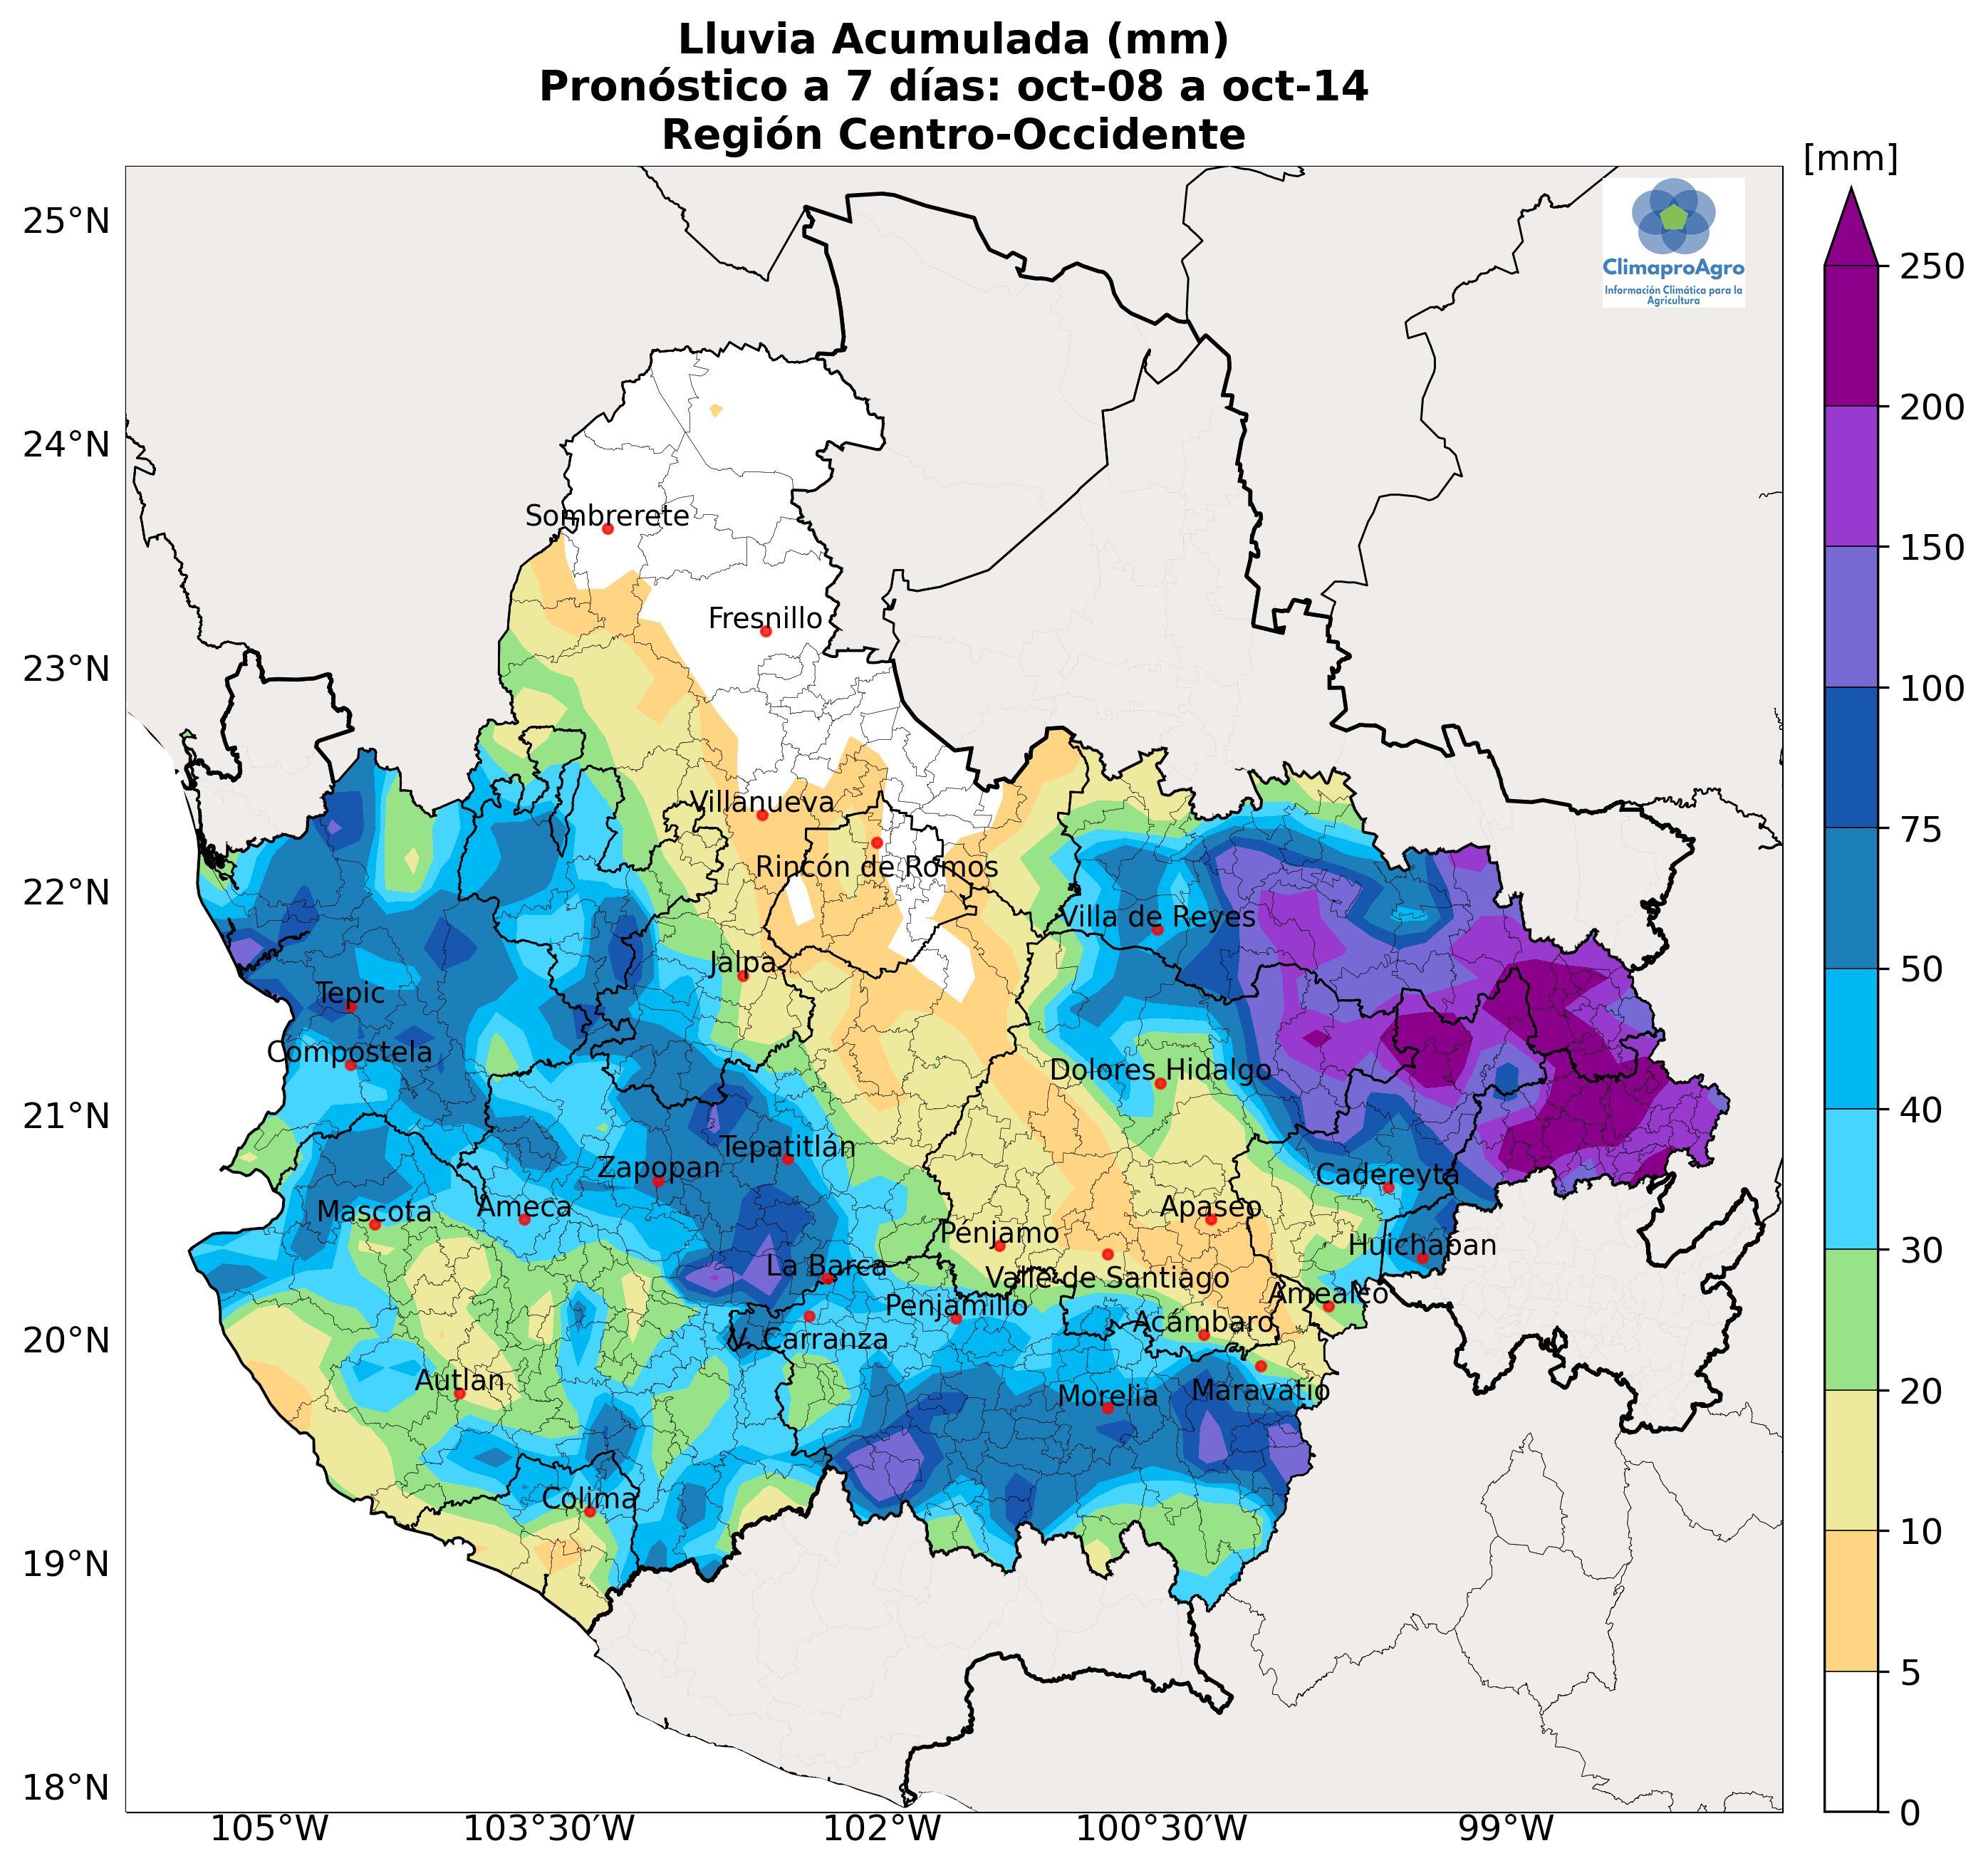 Lluvia Acumulada (mm)
Pronóstico a 7 días: oct-08 a oct-14
Región Centro-Occidente
[mm]
ClimaproAgro
Información Climática para la
Agricultura
25°N
24°N
23°N
22°N
21°N
20°N
19°N
18°N
Sombrerete
Fresnillo
Villanueva
Rincón de Romos
Villa de Reyes
Jalpa
Tepic
Compostela
Dolores Hidalgo
Tepatitlán
Zapopan
Cadereyta
Mascota
Ameca
Apaseo
Pénjamo
Huichapan
La Barca
Valle de Santiago
Amealco
Penjamillo
Acámbaro
V. Carranza
Autlan
Morelia
Maravatío
Colima
105°W
103°30'W
102°W
100°30'W
99°W
250
200
150
100
75
50
40
30
20
10
5
0